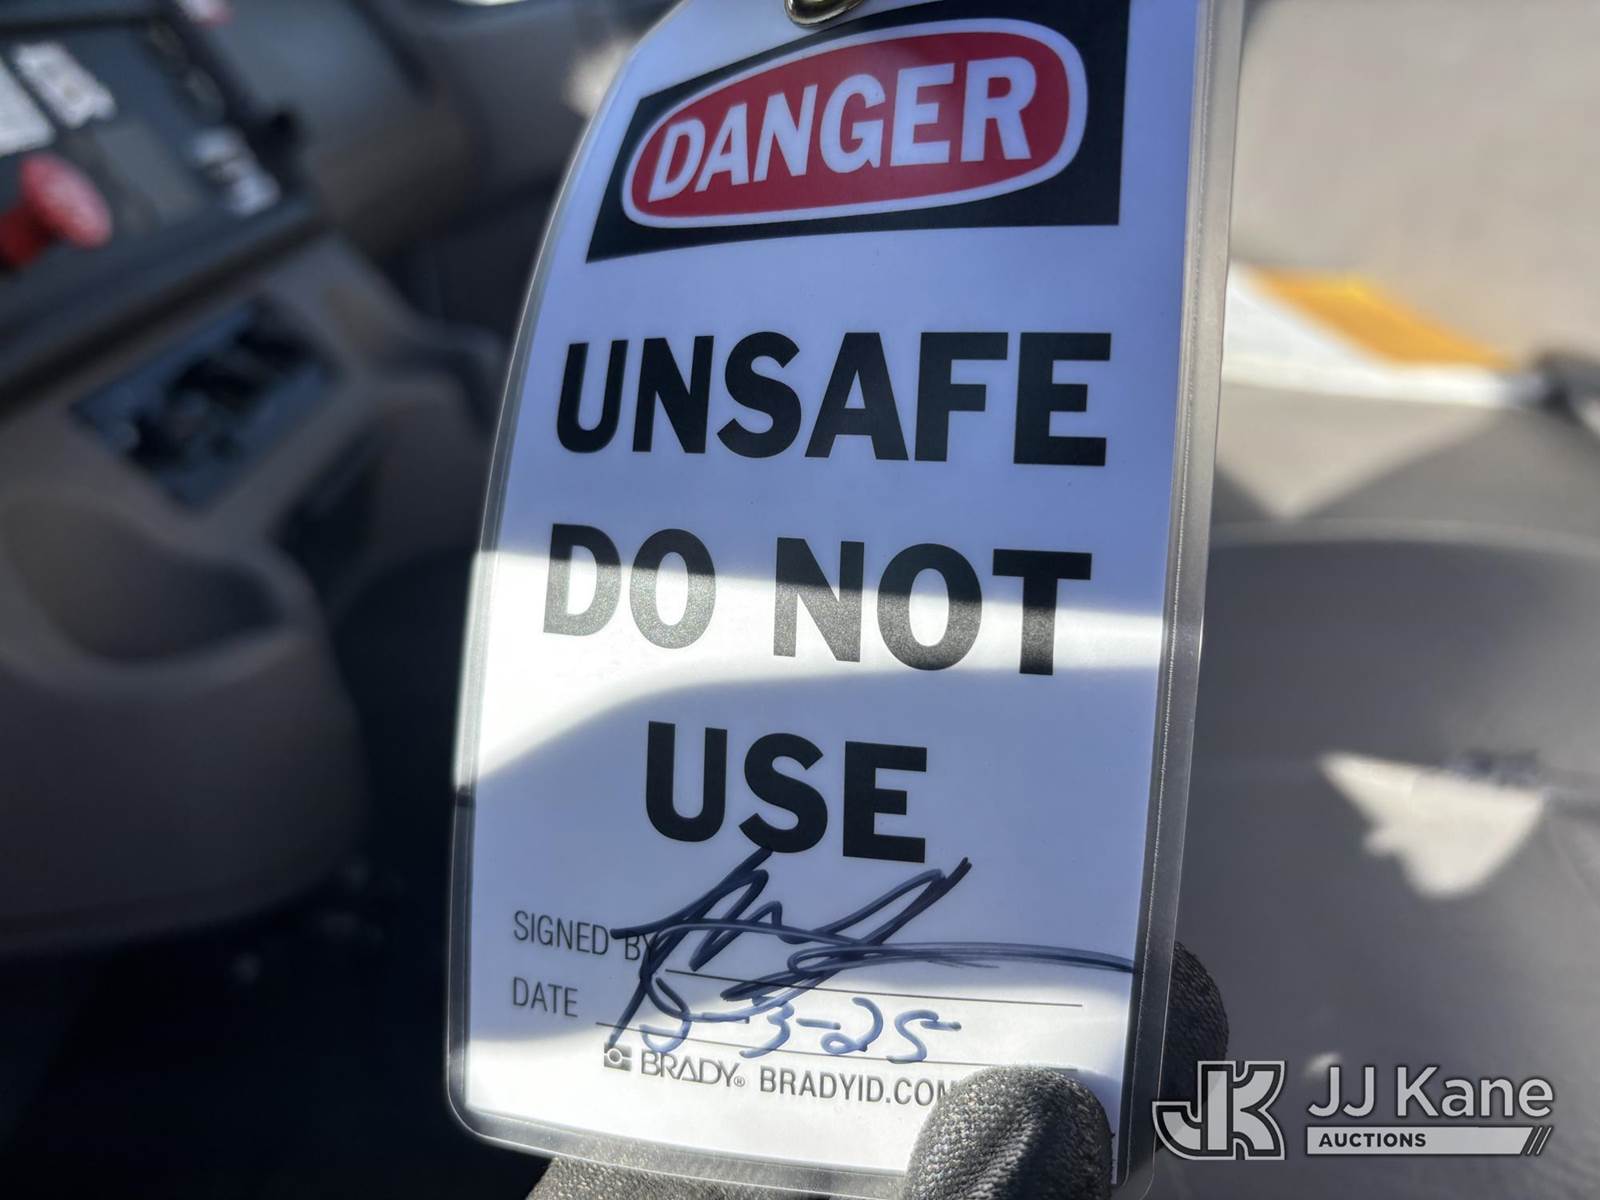 DANGER
UNSAFE
DO NOT
USE
SIGNED BY
DATE 5-3-25
BRADY® BRADYID.COM
JJ Kane
AUCTIONS